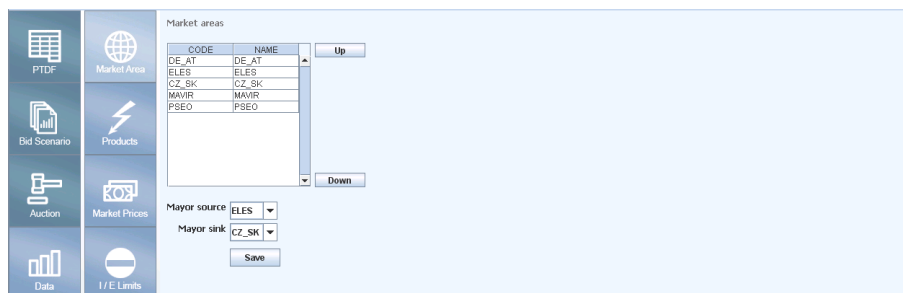 PTDF
Bid Scenario
Auction
Data
Market Area
Products
Market Prices
I / E Limits
Market areas
CODE NAME
DE_AT DE_AT
ELES ELES
CZ_SK CZ_SK
MAVIR MAVIR
PSEO PSEO
Up
Down
Mayor source ELES
Mayor sink CZ_SK
Save